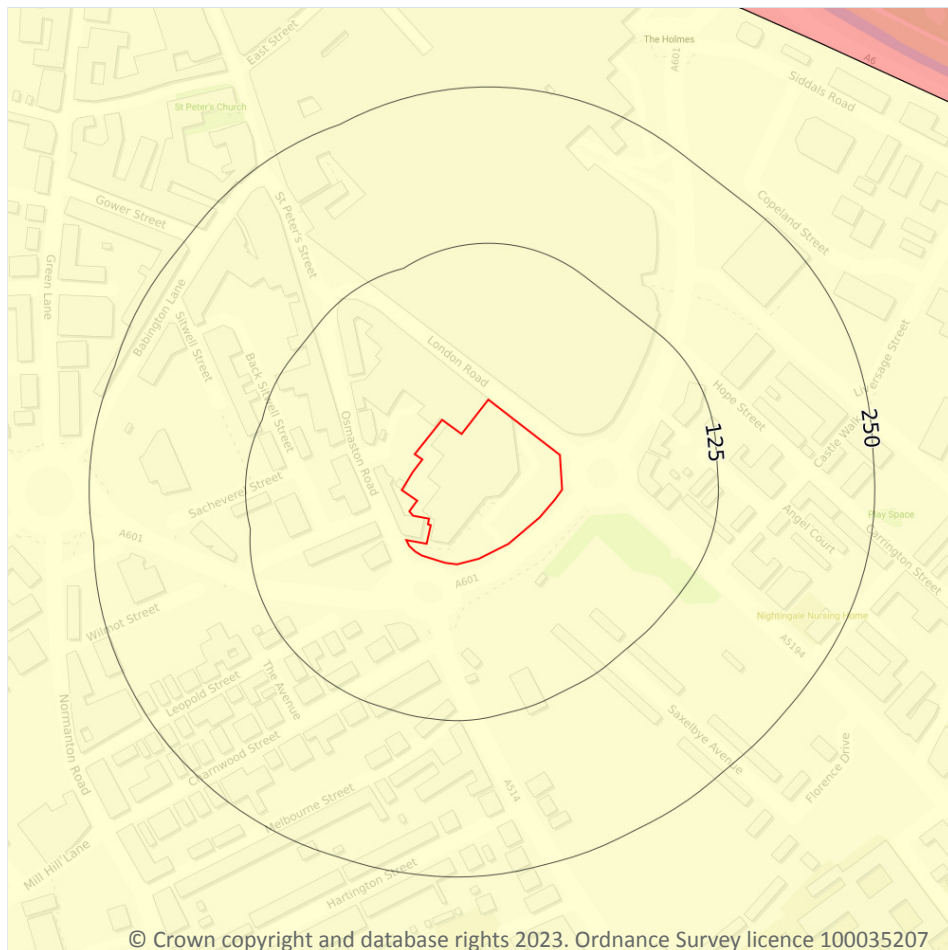 East Street
The Holmes
A601
A6
Siddals Road
St Peter's Church
Gower Street
St Peter's Street
Copeland Street
Green Lane
Babington Lane
Sitwell Street
Back Sitwell Street
London Road
Liversage Street
Hope Street
Osmaston Road
125
250
Castle Walk
Sacheverel Street
A601
Play Space
Angel Court
Carrington Street
A601
Wilmot Street
Nightingale Nursing Home
A5194
Leopold Street
The Avenue
Normanton Road
Saxelbye Avenue
Charnwood Street
Florence Drive
A514
Melbourne Street
Mill Hill Lane
Hartington Street
© Crown copyright and database rights 2023. Ordnance Survey licence 100035207